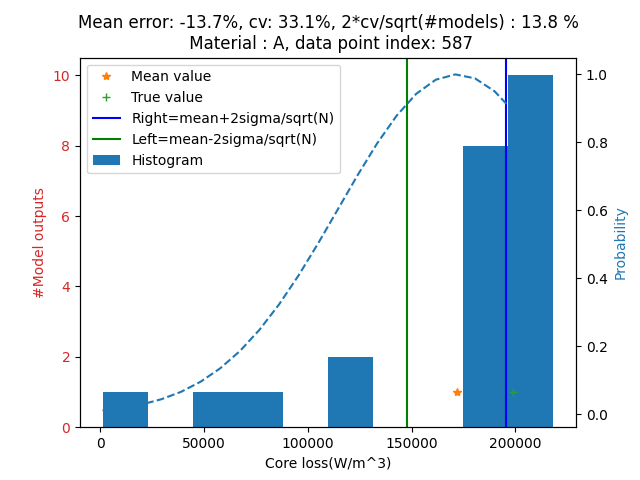 Mean error: -13.7%, cv: 33.1%, 2*cv/sqrt(#models) : 13.8 %
Material : A, data point index: 587
Mean value
True value
Right=mean+2sigma/sqrt(N)
Left=mean-2sigma/sqrt(N)
Histogram
#Model outputs
10
8
6
4
2
0
1.0
0.8
0.6
0.4
0.2
0.0
Probability
0 50000 100000 150000 200000
Core loss(W/m^3)